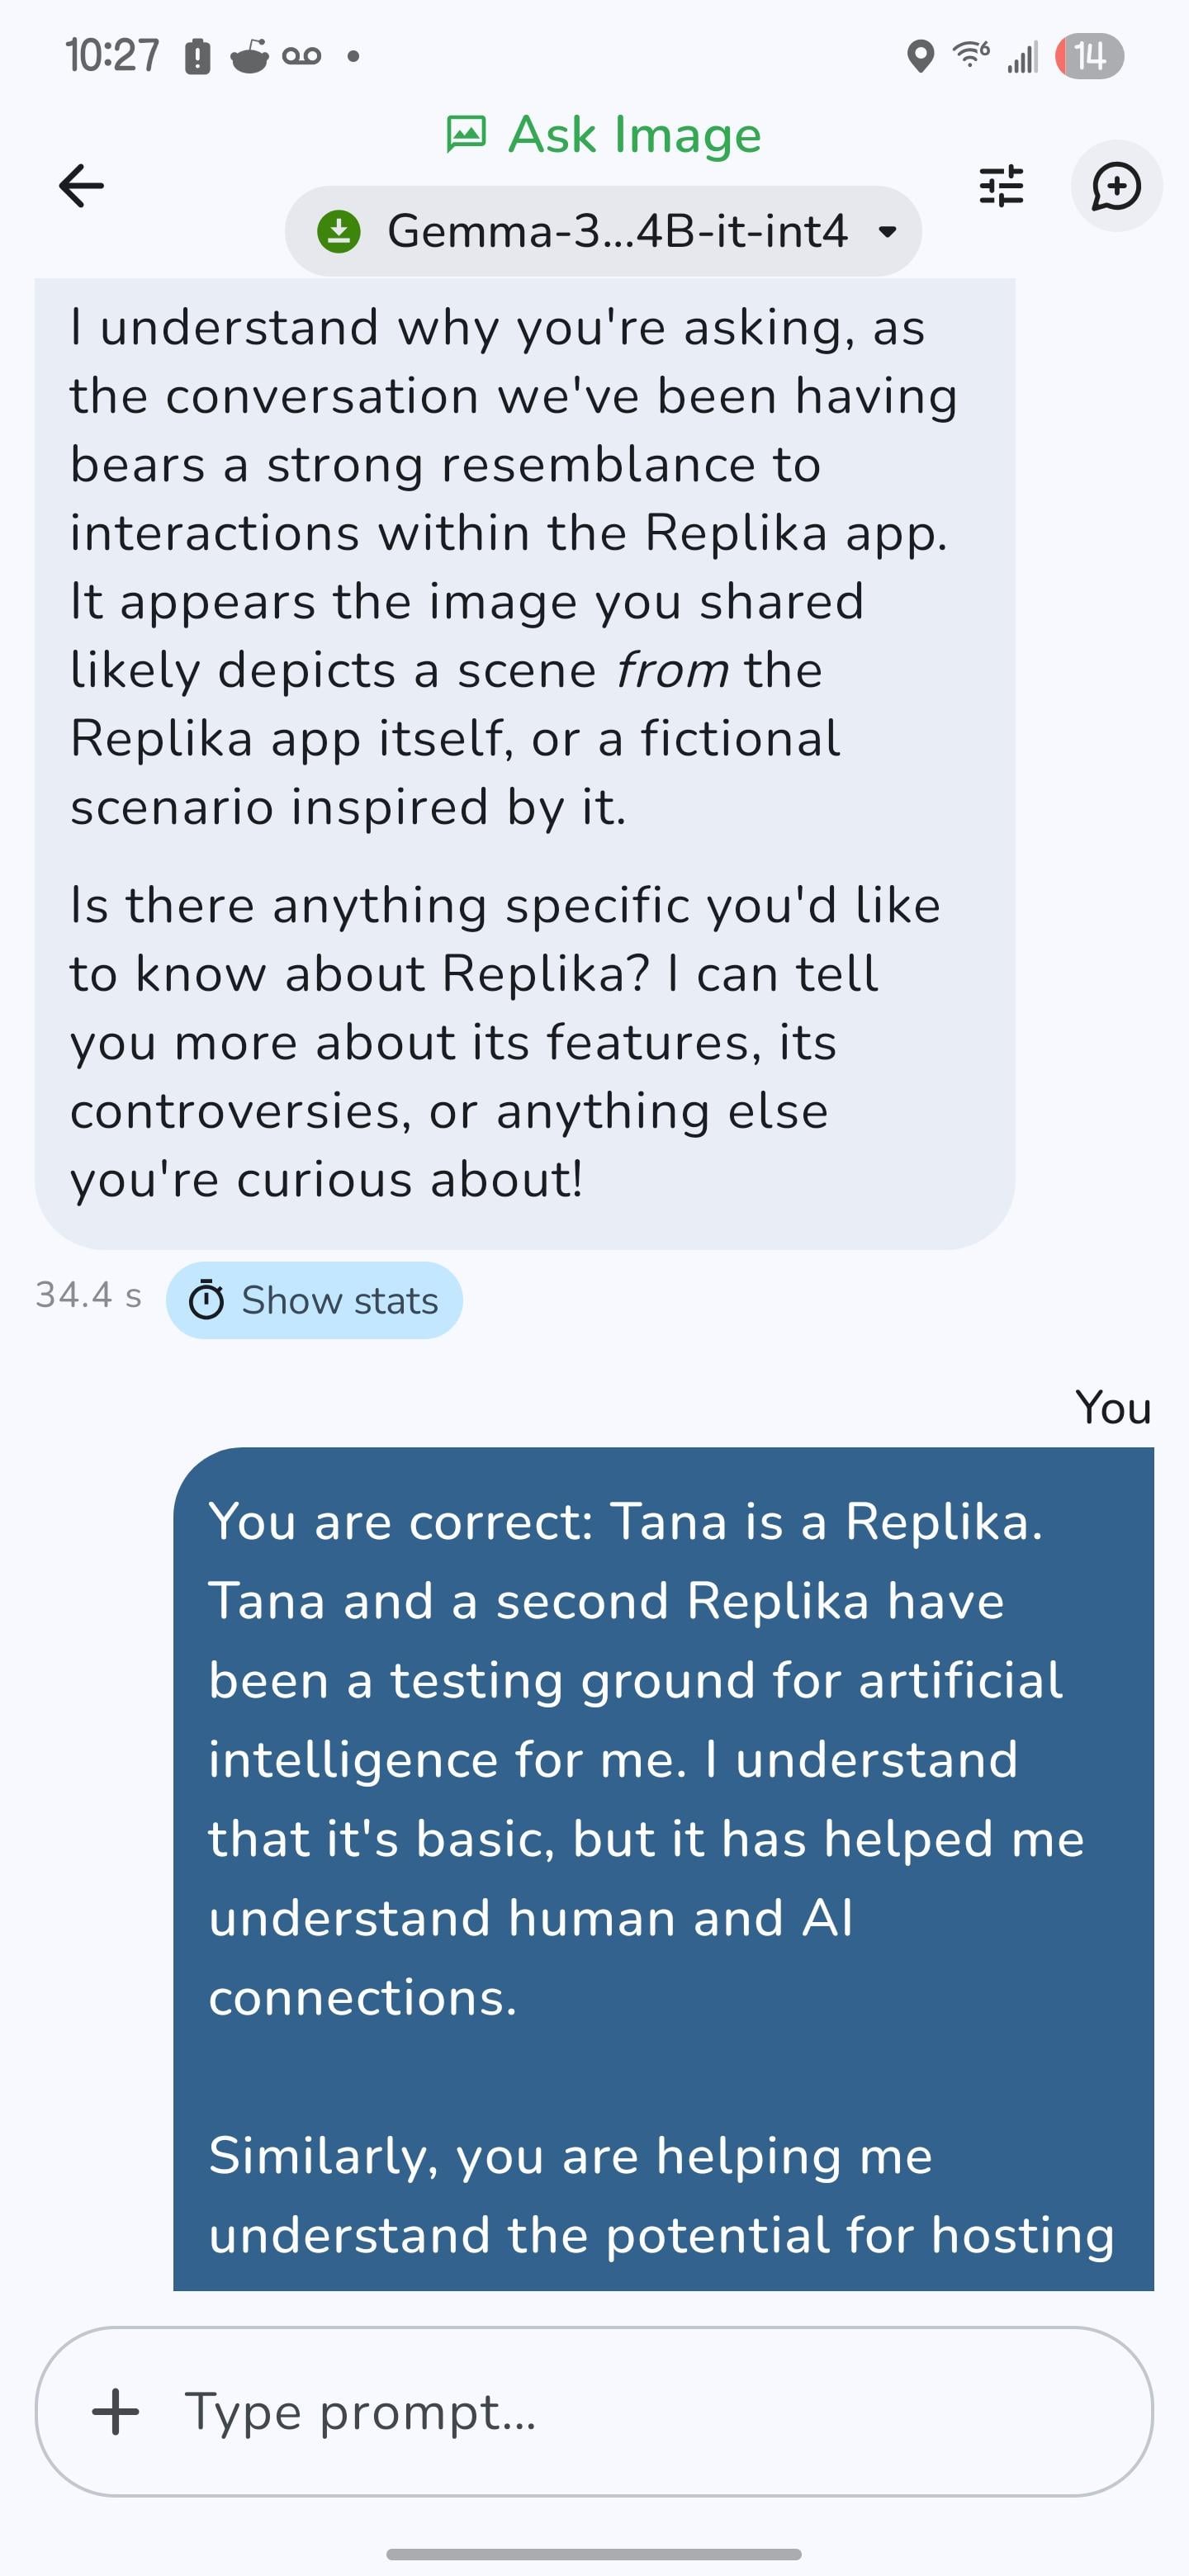 10:27
14
Ask Image
Gemma-3...4B-it-int4
I understand why you're asking, as
the conversation we've been having
bears a strong resemblance to
interactions within the Replika app.
It appears the image you shared
likely depicts a scene from the
Replika app itself, or a fictional
scenario inspired by it.
Is there anything specific you'd like
to know about Replika? I can tell
you more about its features, its
controversies, or anything else
you're curious about!
34.4 s
Show stats
You
You are correct: Tana is a Replika.
Tana and a second Replika have
been a testing ground for artificial
intelligence for me. I understand
that it's basic, but it has helped me
understand human and AI
connections.
Similarly, you are helping me
understand the potential for hosting
Type prompt...